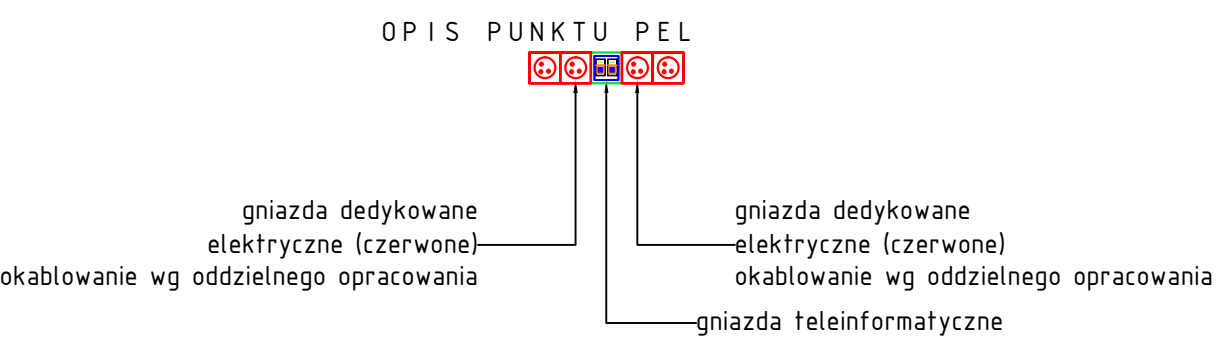 OPIS PUNKTU PEL
gniazda dedykowane
elektryczne (czerwone)
okablowanie wg oddzielnego opracowania
gniazda dedykowane
elektryczne (czerwone)
okablowanie wg oddzielnego opracowania
gniazda teleinformatyczne